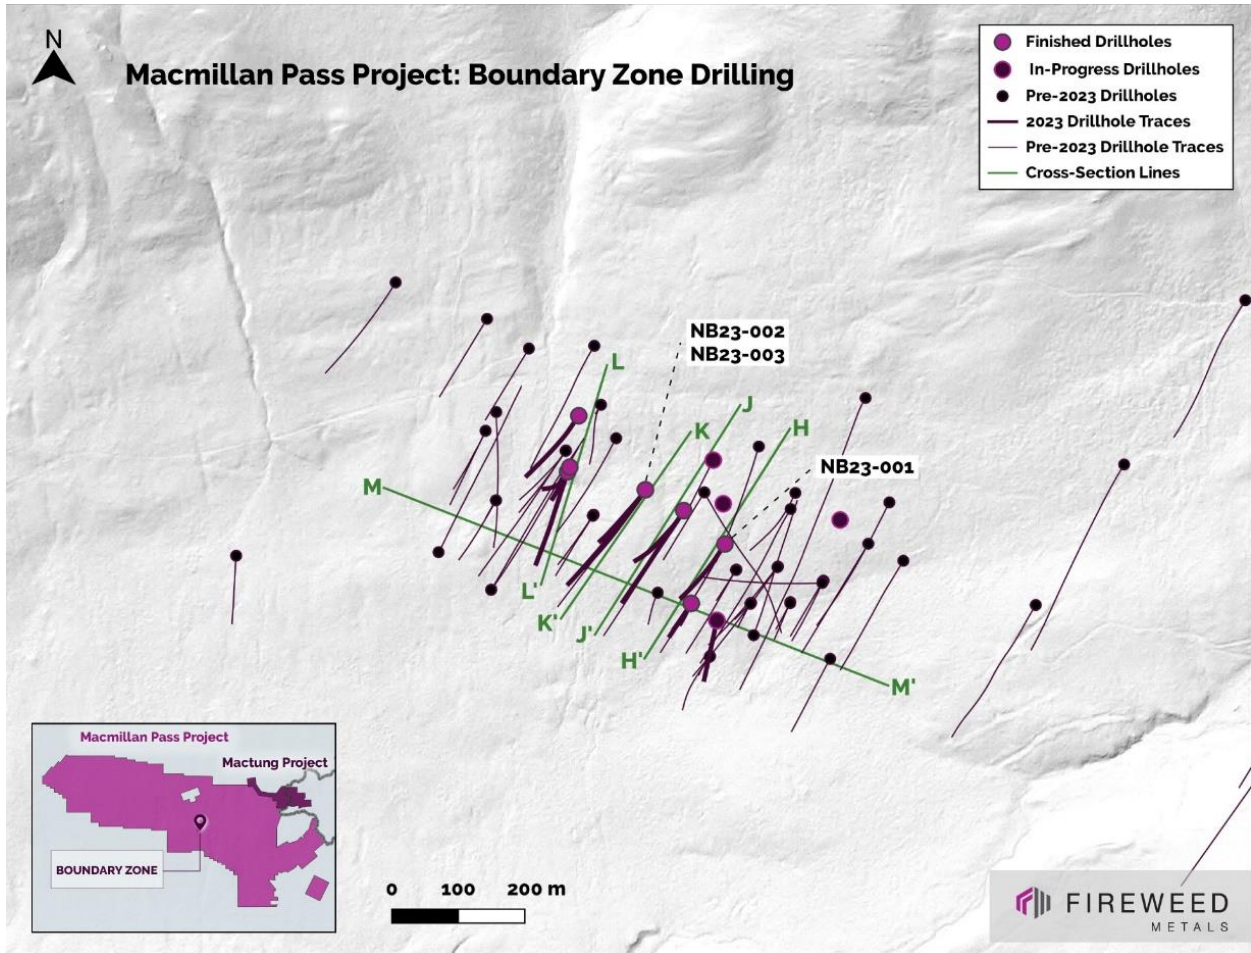 N
Macmillan Pass Project: Boundary Zone Drilling
Finished Drillholes
In-Progress Drillholes
Pre-2023 Drillholes
2023 Drillhole Traces
Pre-2023 Drillhole Traces
Cross-Section Lines
NB23-002
NB23-003
L
J
K
H
NB23-001
M
L'
K'
J'
H'
M'
Macmillan Pass Project
Mactung Project
BOUNDARY ZONE
0 100 200 m
FIREWEED
METALS